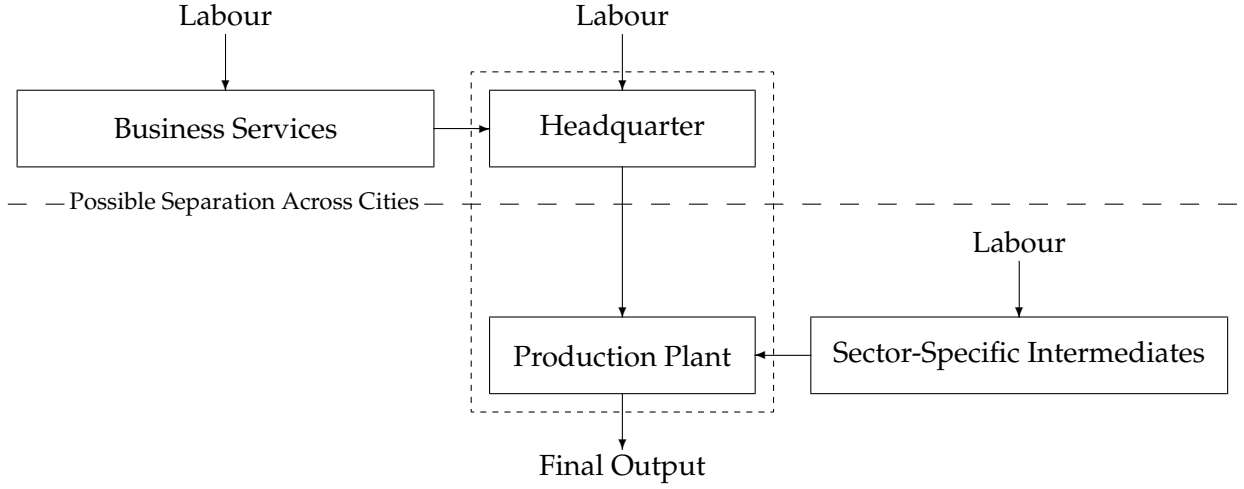 Labour
Labour
Business Services
Headquarter
Possible Separation Across Cities
Labour
Production Plant
Sector-Specific Intermediates
Final Output